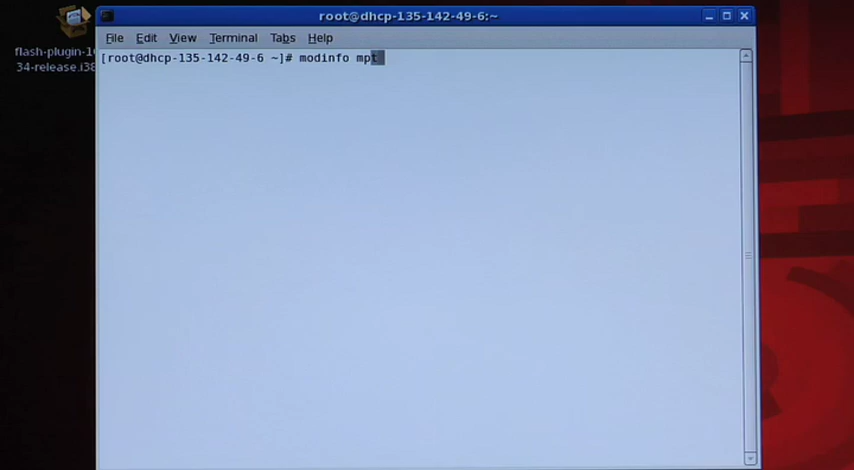 root@dhcp-135-142-49-6:~
File Edit View Terminal Tabs Help
[root@dhcp-135-142-49-6 ~]# modinfo mpt
flash-plugin-10
34-release.i38